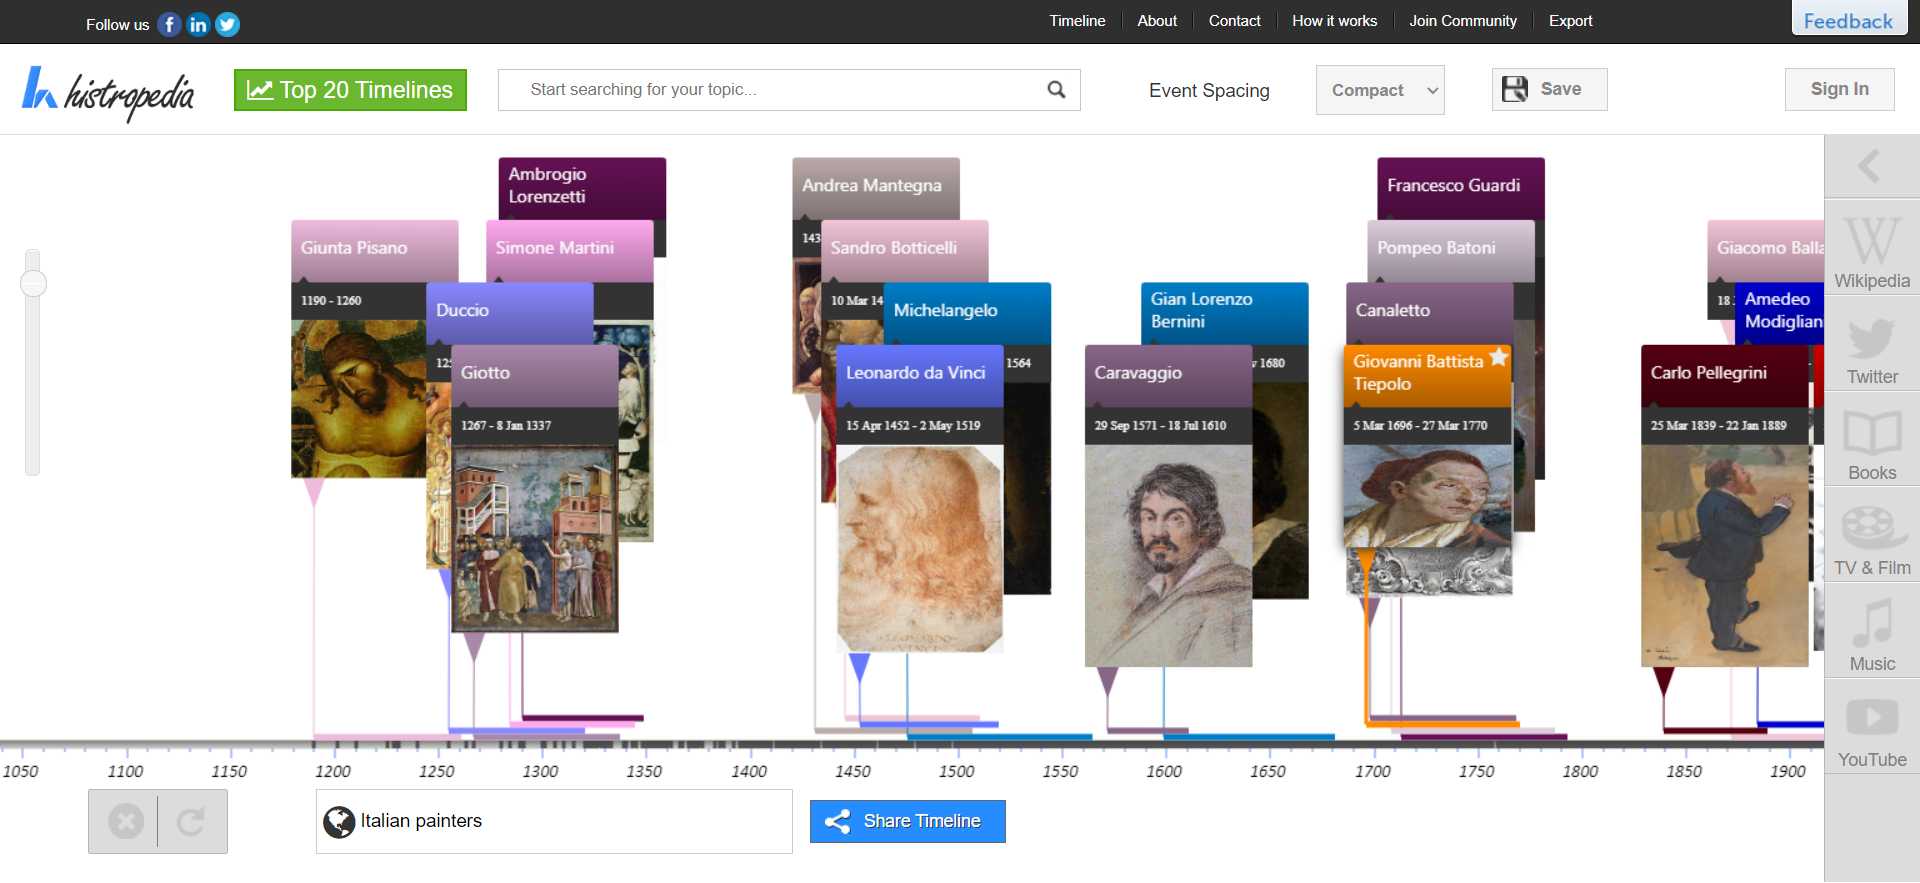 Follow us
Timeline
About
Contact
How it works
Join Community
Export
Feedback
histropedia
Top 20 Timelines
Start searching for your topic...
Event Spacing
Compact
Save
Sign In
Ambrogio
Lorenzetti
Andrea Mantegna
Francesco Guardi
Giunta Pisano
Simone Martini
143
Sandro Botticelli
Pompeo Batoni
Giacomo Balla
1190 - 1260
Duccio
10 Mar 14
Michelangelo
Gian Lorenzo
Bernini
Canaletto
18
Amedeo
Modiglian
125
Giotto
Leonardo da Vinci
1564
Caravaggio
1680
Giovanni Battista
Tiepolo
Carlo Pellegrini
1267 - 8 Jan 1337
15 Apr 1452 - 2 May 1519
29 Sep 1571 - 18 Jul 1610
5 Mar 1696 - 27 Mar 1770
25 Mar 1839 - 22 Jan 1889
LEONARDO
VINCI
Wikipedia
Twitter
Books
TV & Film
Music
YouTube
1050
1100
1150
1200
1250
1300
1350
1400
1450
1500
1550
1600
1650
1700
1750
1800
1850
1900
Italian painters
Share Timeline